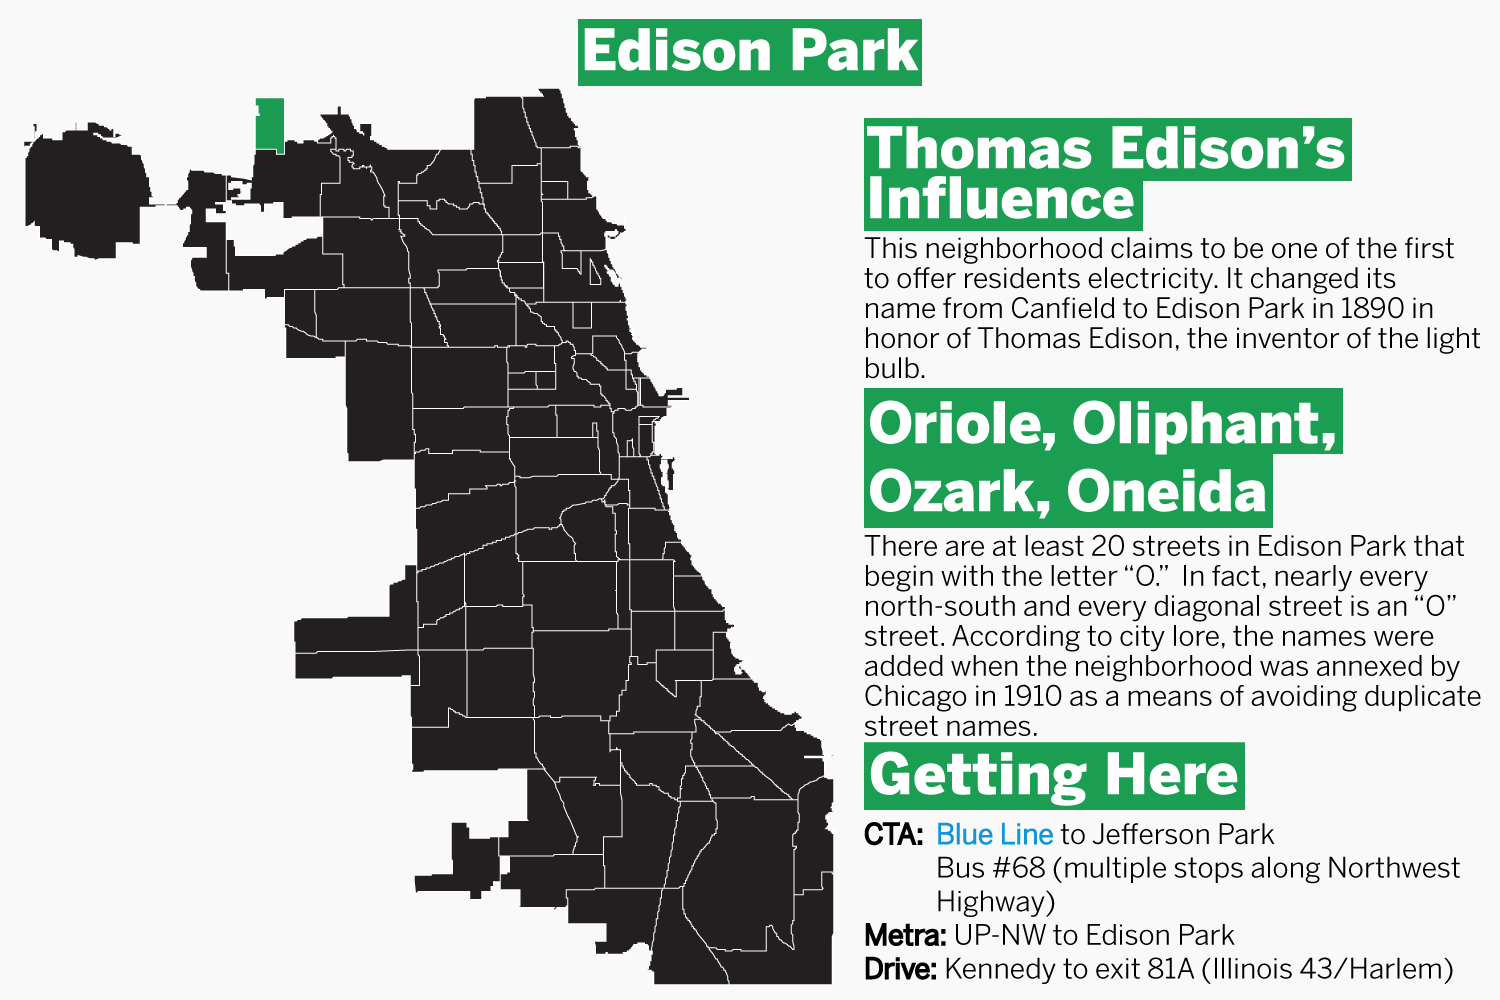 Edison Park
Thomas Edison’s
Influence
This neighborhood claims to be one of the first
to offer residents electricity. It changed its
name from Canfield to Edison Park in 1890 in
honor of Thomas Edison, the inventor of the light
bulb.
Oriole, Oliphant,
Ozark, Oneida
There are at least 20 streets in Edison Park that
begin with the letter “O.”  In fact, nearly every
north-south and every diagonal street is an “O”
street. According to city lore, the names were
added when the neighborhood was annexed by
Chicago in 1910 as a means of avoiding duplicate
street names.
Getting Here
CTA: Blue Line to Jefferson Park
Bus #68 (multiple stops along Northwest
Highway)
Metra: UP-NW to Edison Park
Drive: Kennedy to exit 81A (Illinois 43/Harlem)